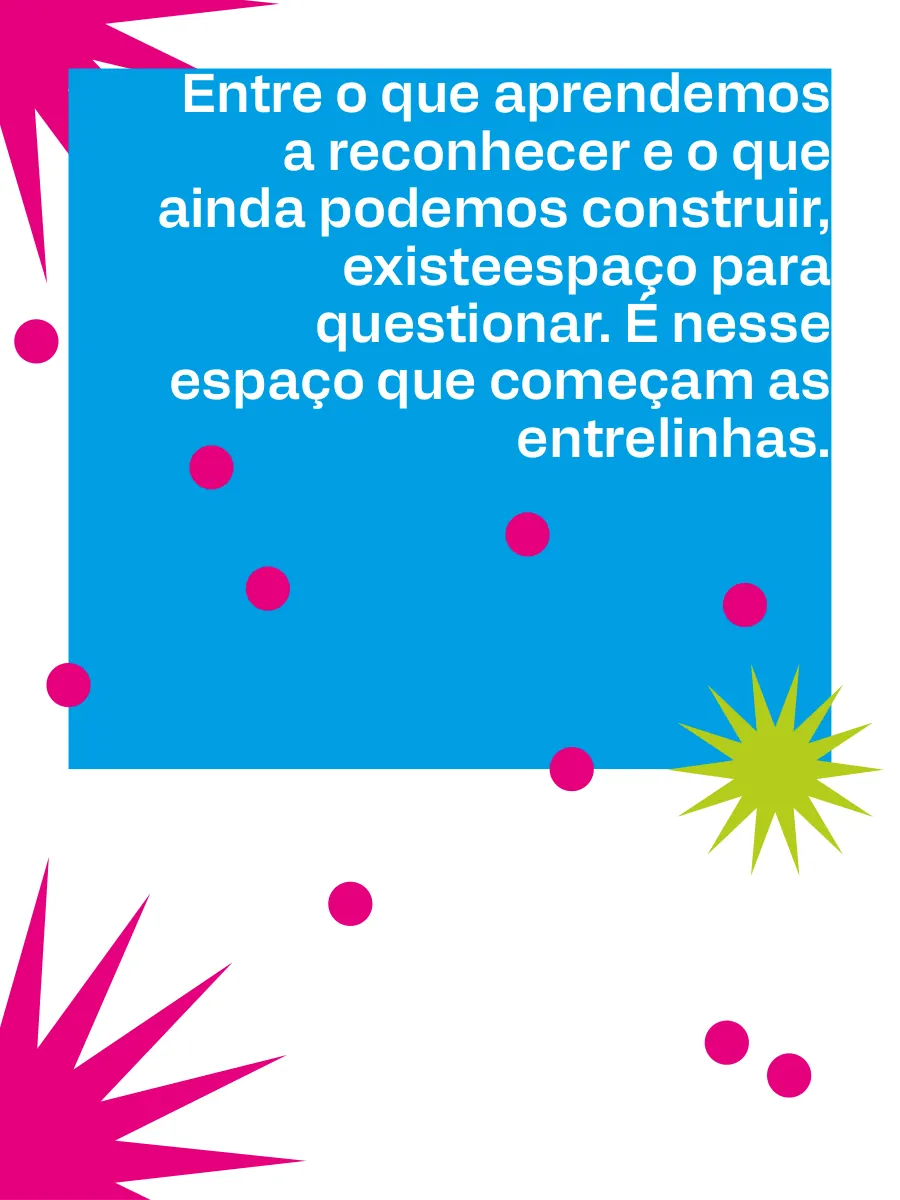 Entre o que aprendemos
a reconhecer e o que
ainda podemos construir,
existeespaço para
questionar. É nesse
espaço que começam as
entrelinhas.